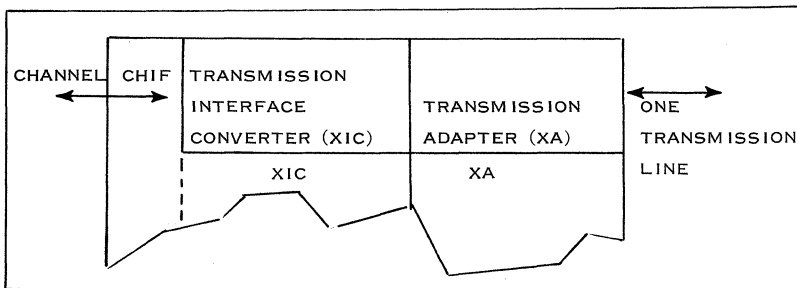 CHANNEL CHIF TRANSMISSION
INTERFACE TRANSMISSION ONE
CONVERTER (XIC) ADAPTER (XA) TRANSMISSION
XIC XA LINE